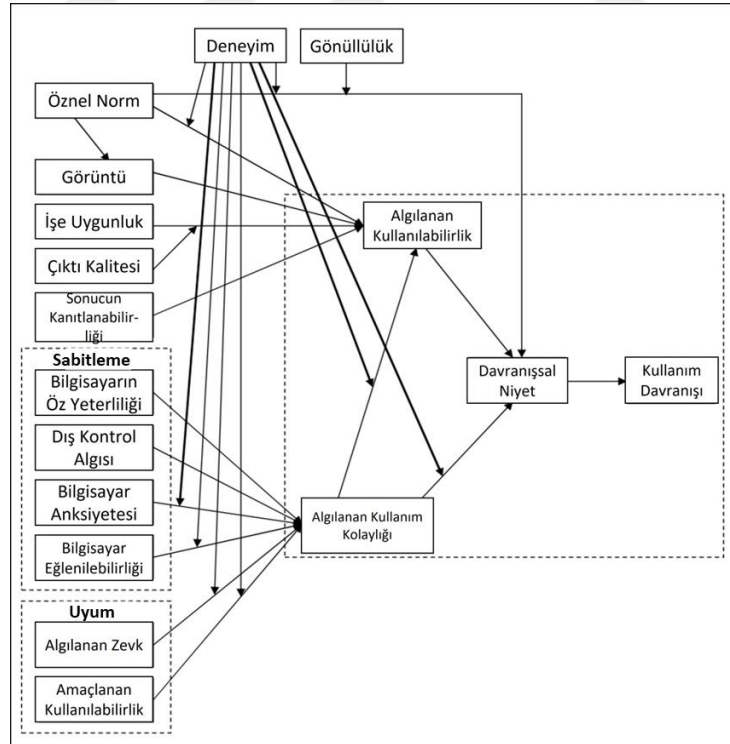 Deneyim
Gönüllülük
Öznel Norm
Görüntü
İşe Uygunluk
Çıktı Kalitesi
Sonucun
Kanıtlanabilir-
liği
Algılanan
Kullanılabilirlik
Sabitleme
Bilgisayarın
Öz Yeterliliği
Dış Kontrol
Algısı
Bilgisayar
Anksiyetesi
Bilgisayar
Eğlenilebirliği
Davranışsal
Niyet
Kullanım
Davranışı
Algılanan Kullanım
Kolaylığı
Uyum
Algılanan Zevk
Amaçlanan
Kullanılabilirlik